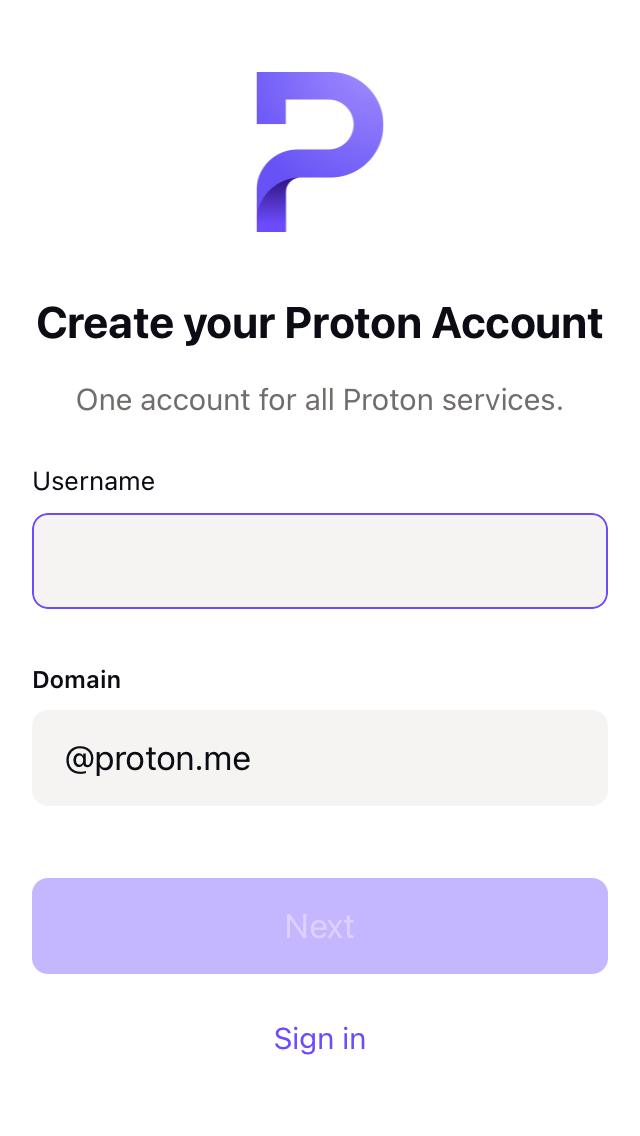 Create your Proton Account
One account for all Proton services.
Username
Domain
@proton.me
Next
Sign in